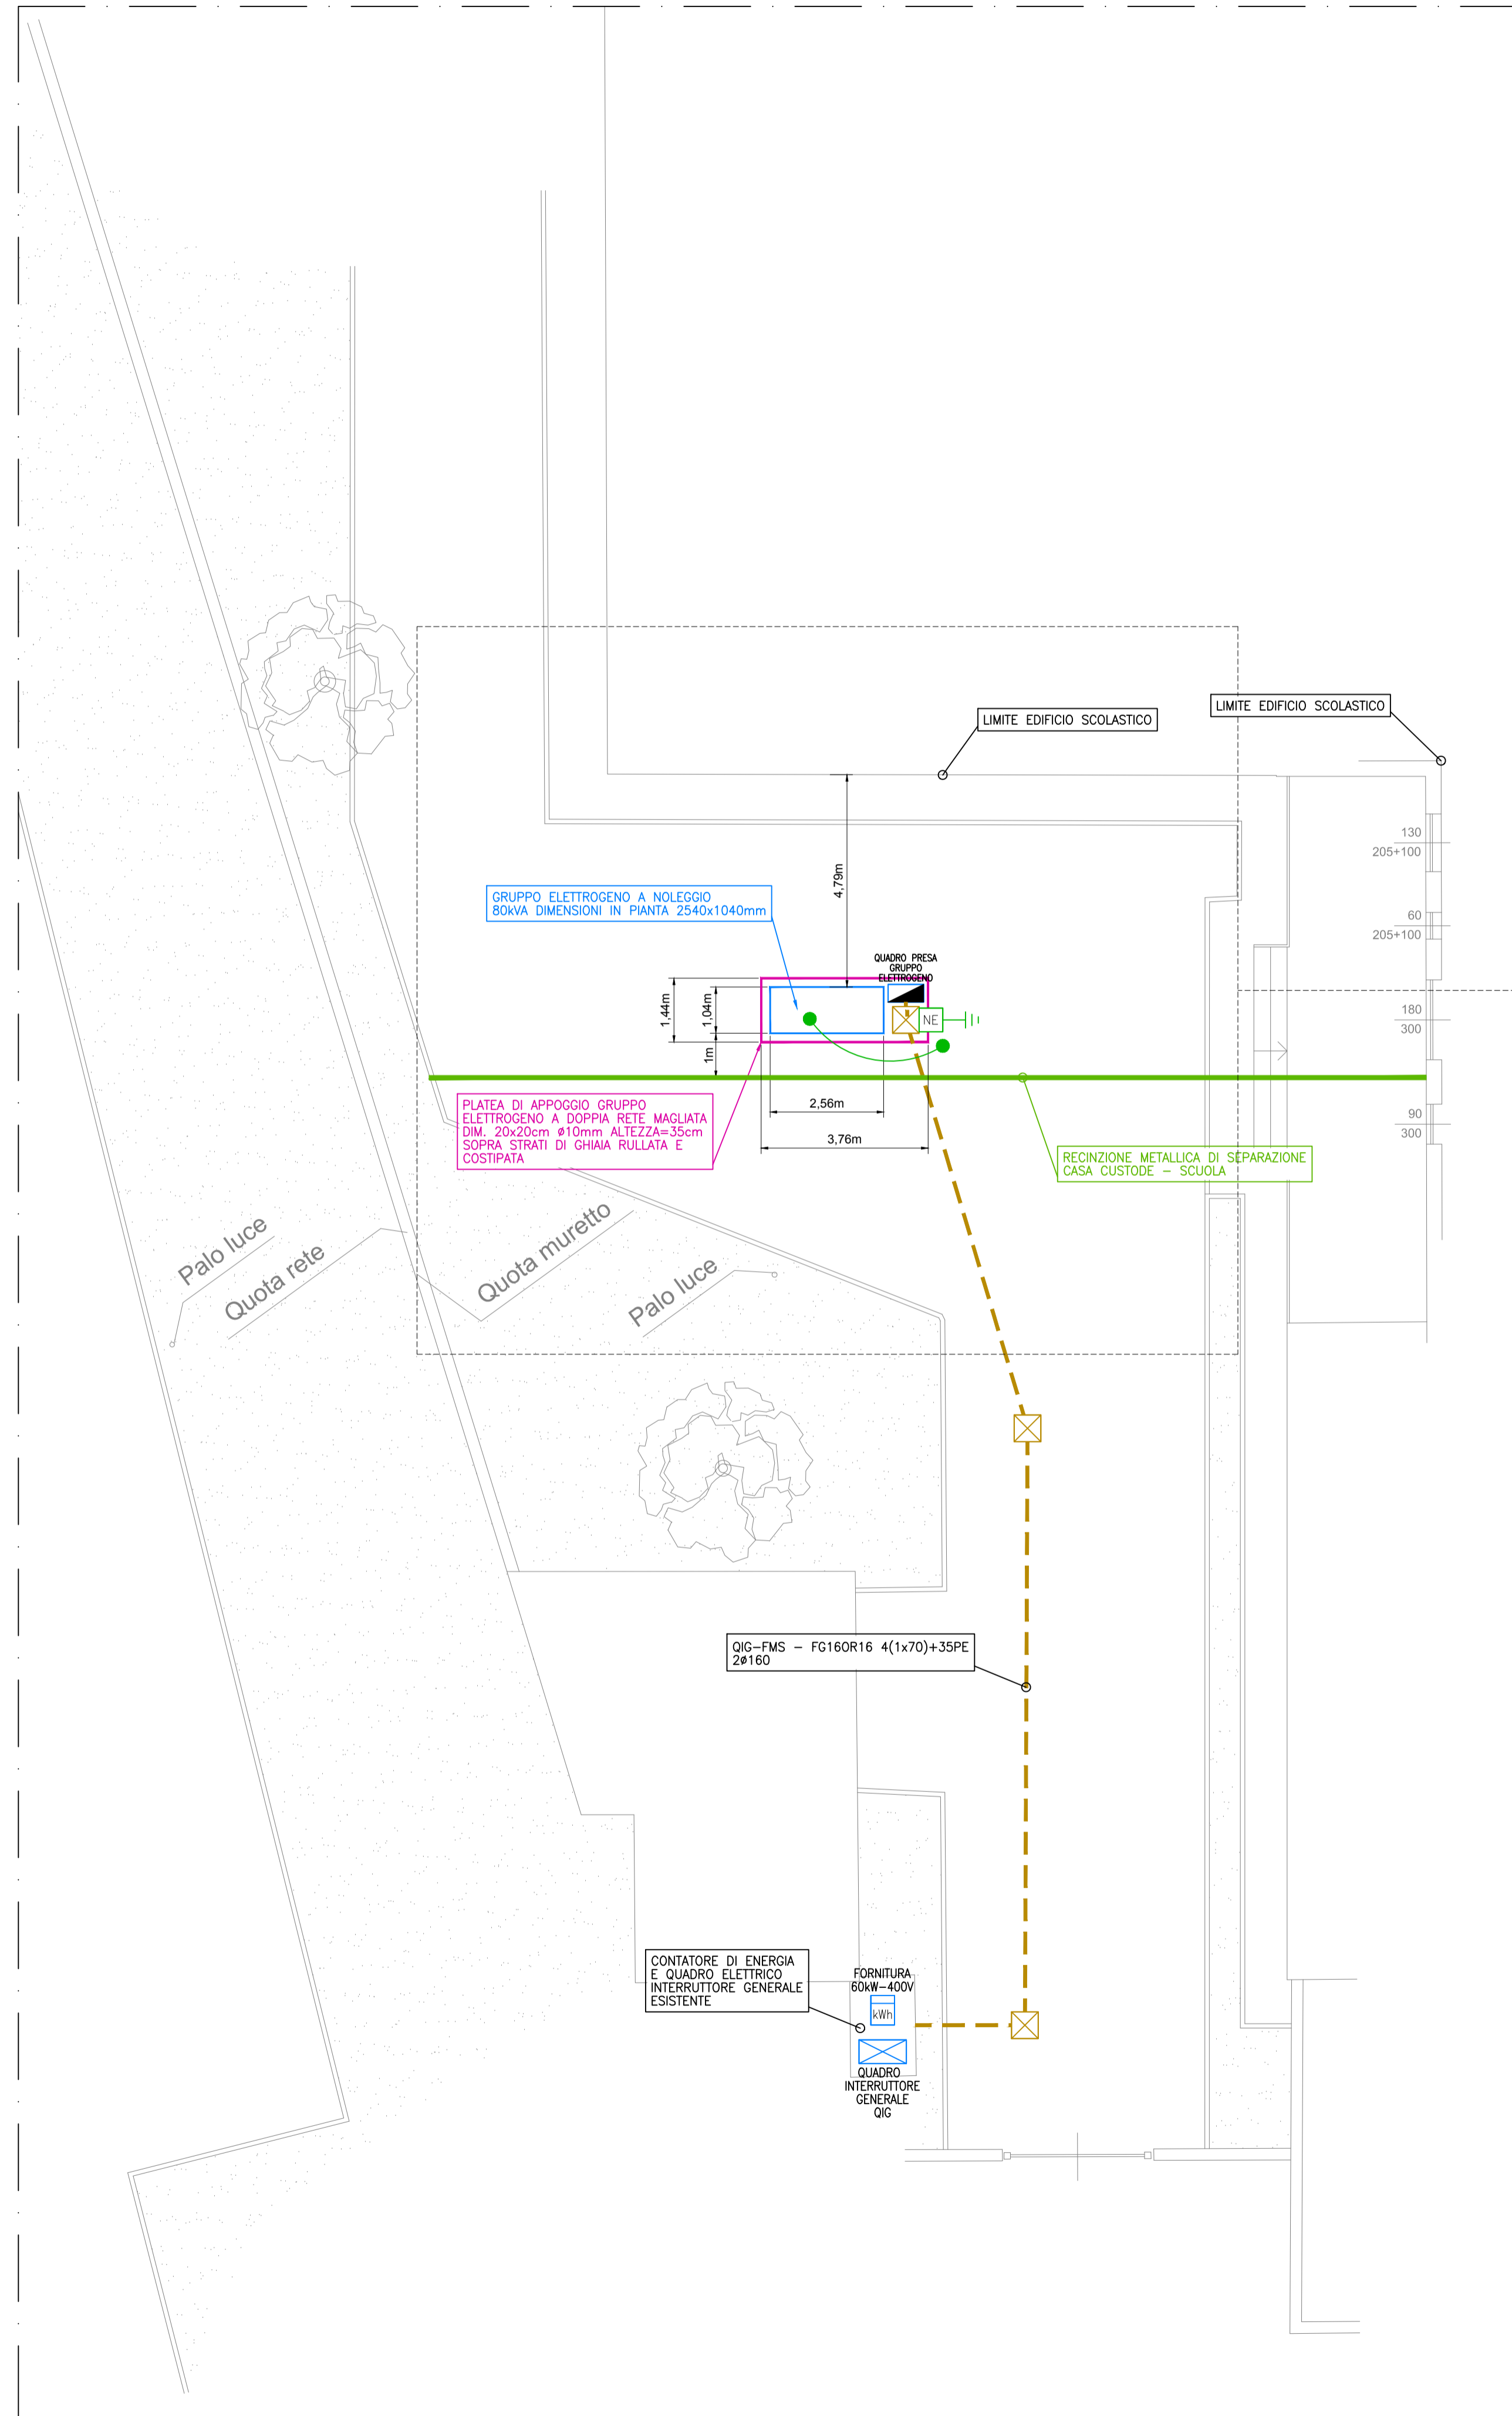 LIMITE EDIFICIO SCOLASTICO
LIMITE EDIFICIO SCOLASTICO
130
205+100
60
205+100
180
300
90
300
4,79m
GRUPPO ELETTROGENO A NOLEGGIO
80kVA DIMENSIONI IN PIANTA 2540x1040mm
QUADRO PRESA
GRUPPO
ELETTROGENO
NE
1,44m
1,04m
1m
2,56m
3,76m
PLATEA DI APPOGGIO GRUPPO
ELETTROGENO A DOPPIA RETE MAGLIATA
DIM. 20x20cm ø10mm ALTEZZA=35cm
SOPRA STRATI DI GHIAIA RULLATA E
COSTIPATA
RECINZIONE METALLICA DI SEPARAZIONE
CASA CUSTODE - SCUOLA
Palo luce
Quota rete
Quota muretto
Palo luce
QIG-FMS - FG16OR16 4(1x70)+35PE
2ø160
CONTATORE DI ENERGIA
E QUADRO ELETTRICO
INTERRUTTORE GENERALE
ESISTENTE
FORNITURA
60kW-400V
kWh
QUADRO
INTERRUTTORE
GENERALE
QIG